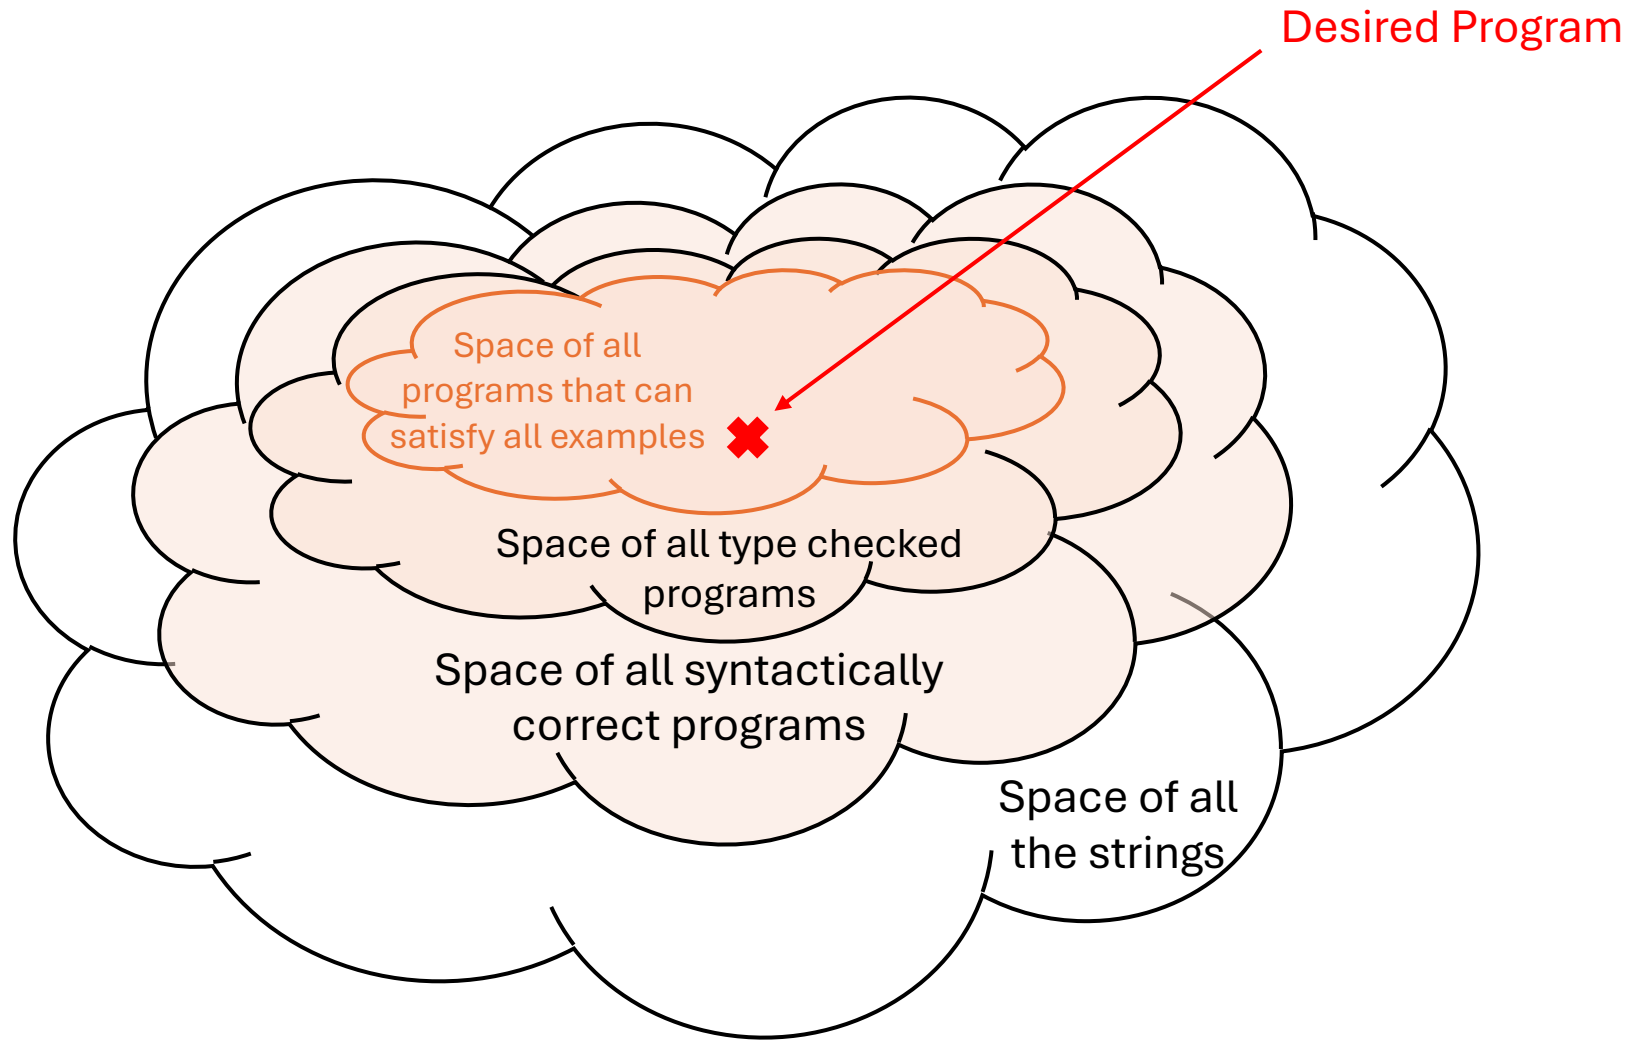 Desired Program
Space of all
programs that can
satisfy all examples
Space of all type checked
programs
Space of all syntactically
correct programs
Space of all
the strings